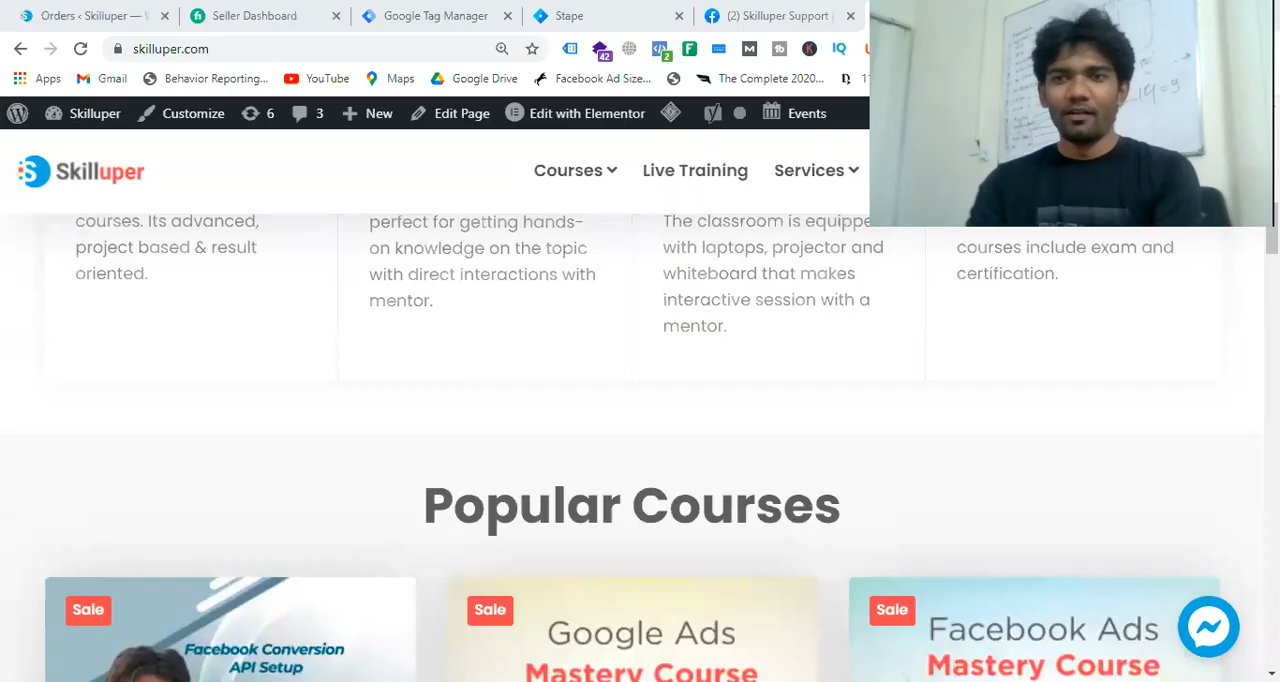 Orders ‹ Skilluper — W
Seller Dashboard
Google Tag Manager
Stape
(2) Skilluper Support
skilluper.com
42
2
IQ
Apps
Gmail
Behavior Reporting...
YouTube
Maps
Google Drive
Facebook Ad Size...
The Complete 2020...
Skilluper
Customize
6
3
New
Edit Page
Edit with Elementor
Events
Skilluper
Courses
Live Training
Services
courses. Its advanced,
project based & result
oriented.
perfect for getting hands-
on knowledge on the topic
with direct interactions with
mentor.
The classroom is equippe
with laptops, projector and
whiteboard that makes
interactive session with a
mentor.
courses include exam and
certification.
Popular Courses
Sale
Facebook Conversion
API Setup
Sale
Google Ads
Mastery Course
Sale
Facebook Ads
Mastery Course